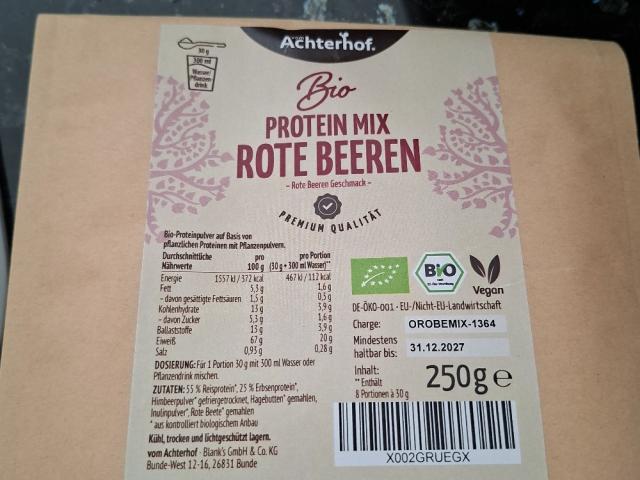 30 g
300 ml
Wasser/
Pflanzen-
drink
vom
Achterhof.
Bio
PROTEIN MIX
ROTE BEEREN
– Rote Beeren Geschmack –
PREMIUM QUALITÄT
Bio-Proteinpulver auf Basis von
pflanzlichen Proteinen mit Pflanzenpulvern.
Durchschnittliche pro pro Portion
Nährwerte 100 g (30 g + 300 ml Wasser)**
Energie 1557 kJ / 372 kcal 467 kJ / 112 kcal
Fett 5,3 g 1,6 g
– davon gesättigte Fettsäuren 1,5 g 0,5 g
Kohlenhydrate 13 g 3,9 g
– davon Zucker 5,3 g 1,6 g
Ballaststoffe 13 g 3,9 g
Eiweiß 67 g 20 g
Salz 0,93 g 0,28 g
DOSIERUNG: Für 1 Portion 30 g mit 300 ml Wasser oder
Pflanzendrink mischen.
ZUTATEN: 55 % Reisprotein*, 25 % Erbsenprotein*,
Himbeerpulver* gefriergetrocknet, Hagebutten* gemahlen,
Inulinpulver*, Rote Beete* gemahlen
* aus kontrolliert biologischem Anbau
Kühl, trocken und lichtgeschützt lagern.
vom Achterhof · Blank's GmbH & Co. KG
Bunde-West 12-16, 26831 Bunde
BIO
Vegan
DE-ÖKO-001 · EU-/Nicht-EU-Landwirtschaft
Charge: OROBEMIX-1364
Mindestens
haltbar bis: 31.12.2027
Inhalt:
** Enthält
8 Portionen à 30 g
250g e
X002GRUEGX